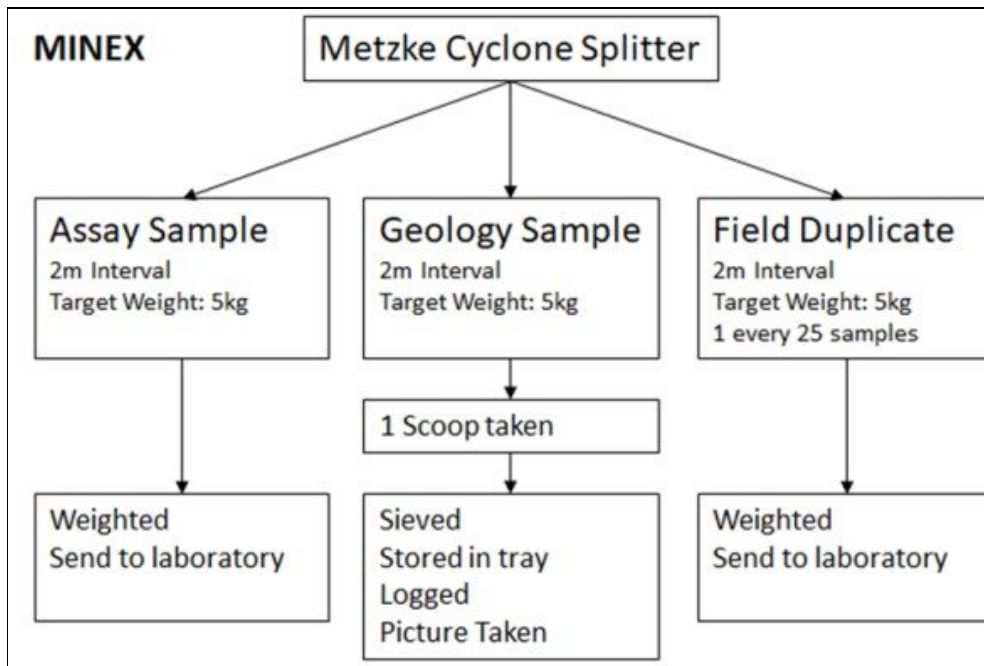 MINEX
Metzke Cyclone Splitter
Assay Sample
2m Interval
Target Weight: 5kg
Geology Sample
2m Interval
Target Weight: 5kg
Field Duplicate
2m Interval
Target Weight: 5kg
1 every 25 samples
1 Scoop taken
Weighted
Send to laboratory
Sieved
Stored in tray
Logged
Picture Taken
Weighted
Send to laboratory